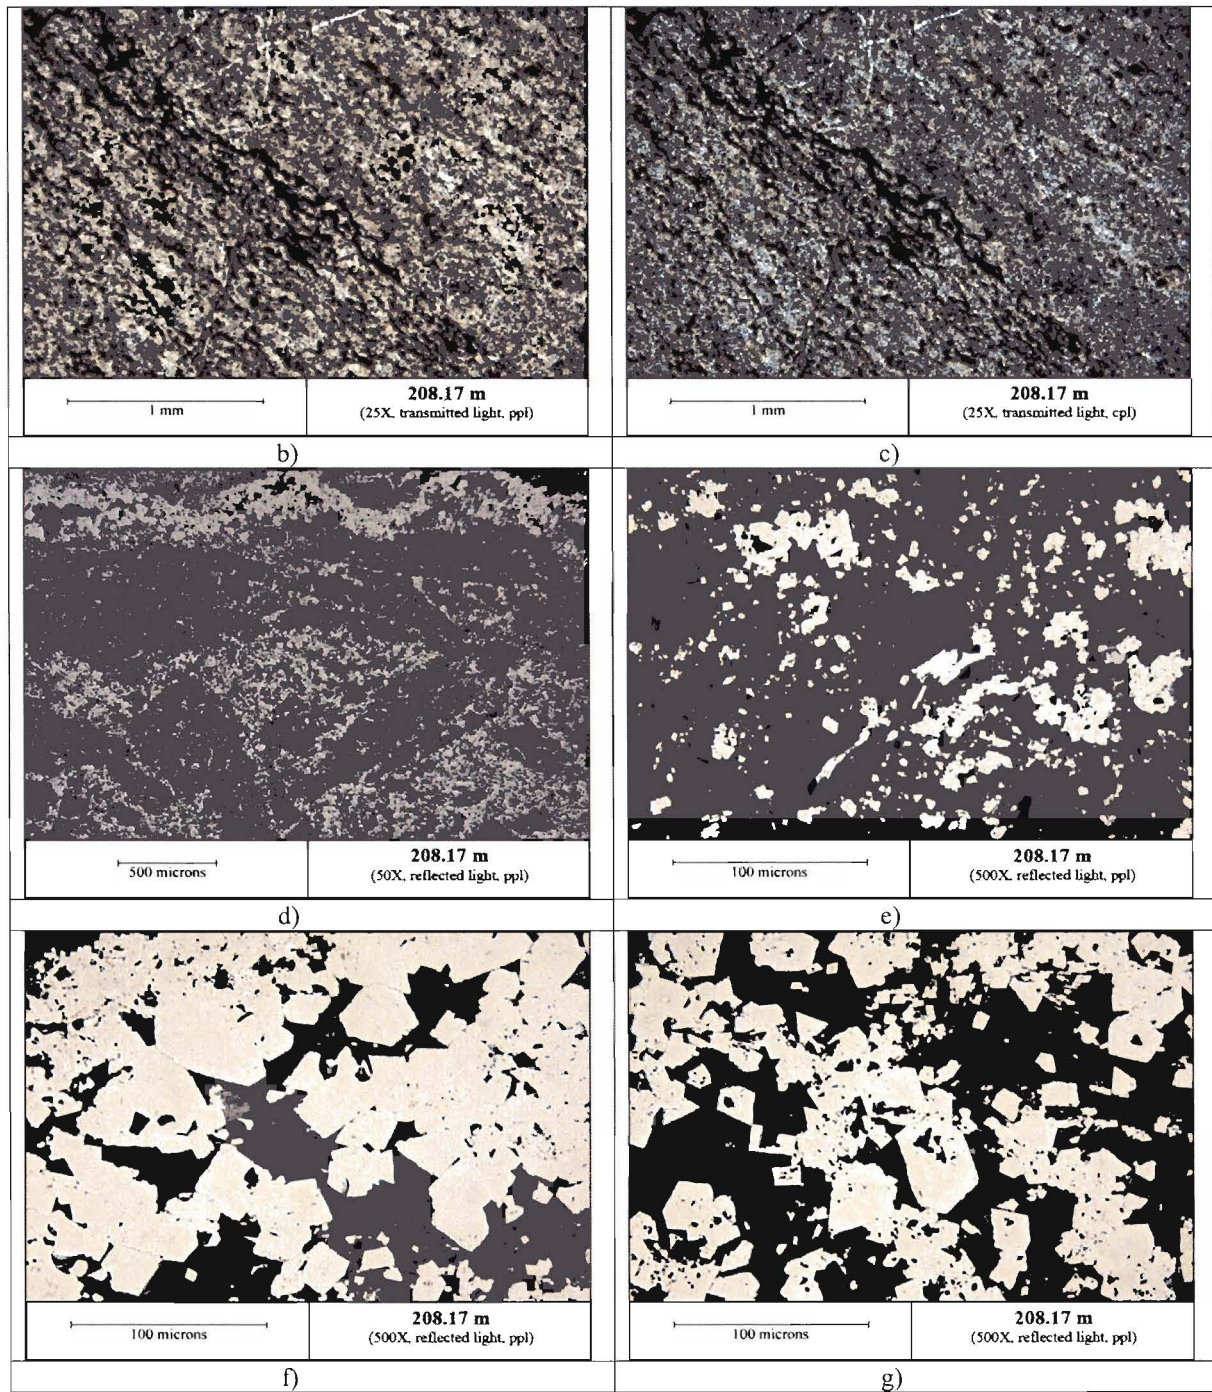 208.17 m
1 mm
(25X, transmitted light, ppl)
208.17 m
1 mm
(25X, transmitted light, cpl)
b)
c)
208.17 m
500 microns
(50X, reflected light, ppl)
208.17 m
100 microns
(500X, reflected light, ppl)
d)
e)
208.17 m
100 microns
(500X, reflected light, ppl)
208.17 m
100 microns
(500X, reflected light, ppl)
f)
g)